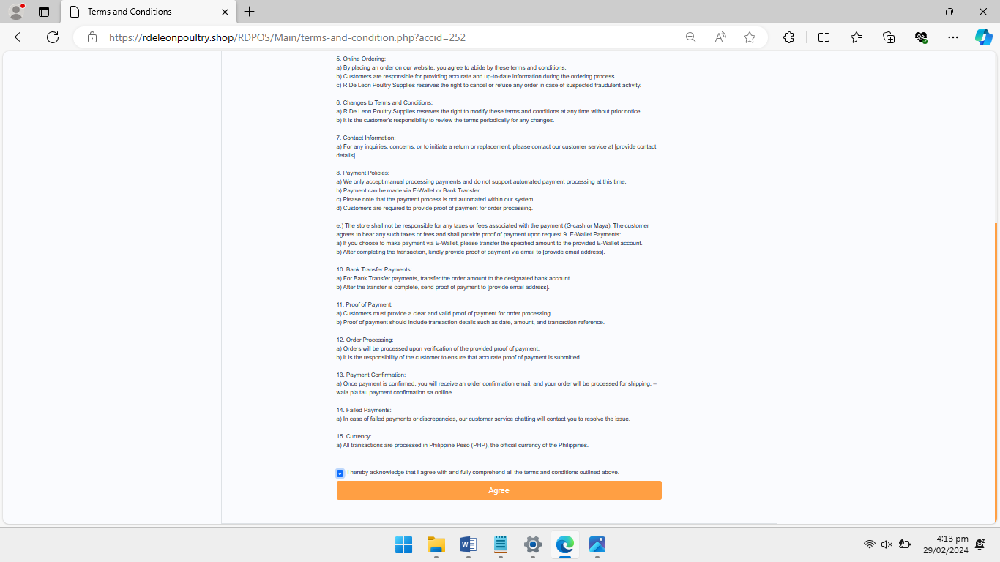 Terms and Conditions
https://rdeleonpoultry.shop/RDPOS/Main/terms-and-condition.php?accid=252
5. Online Ordering:
a) By placing an order on our website, you agree to abide by these terms and conditions.
b) Customers are responsible for providing accurate and up-to-date information during the ordering process.
c) R De Leon Poultry Supplies reserves the right to cancel or refuse any order in case of suspected fraudulent activity.
6. Changes to Terms and Conditions:
a) R De Leon Poultry Supplies reserves the right to modify these terms and conditions at any time without prior notice.
b) It is the customer's responsibility to review the terms periodically for any changes.
7. Contact Information:
a) For any inquiries, concerns, or to initiate a return or replacement, please contact our customer service at [provide contact
details].
8. Payment Policies:
a) We only accept manual processing payments and do not support automated payment processing at this time.
b) Payment can be made via E-Wallet or Bank Transfer.
c) Please note that the payment process is not automated within our system.
d) Customers are required to provide proof of payment for order processing.
e.) The store shall not be responsible for any taxes or fees associated with the payment (G-cash or Maya). The customer
agrees to bear any such taxes or fees and shall provide proof of payment upon request 9. E-Wallet Payments:
a) If you choose to make payment via E-Wallet, please transfer the specified amount to the provided E-Wallet account.
b) After completing the transaction, kindly provide proof of payment via email to [provide email address].
10. Bank Transfer Payments:
a) For Bank Transfer payments, transfer the order amount to the designated bank account.
b) After the transfer is complete, send proof of payment to [provide email address].
11. Proof of Payment:
a) Customers must provide a clear and valid proof of payment for order processing.
b) Proof of payment should include transaction details such as date, amount, and transaction reference.
12. Order Processing:
a) Orders will be processed upon verification of the provided proof of payment.
b) It is the responsibility of the customer to ensure that accurate proof of payment is submitted.
13. Payment Confirmation:
a) Once payment is confirmed, you will receive an order confirmation email, and your order will be processed for shipping. –
wala pla tau payment confirmation sa onlline
14. Failed Payments:
a) In case of failed payments or discrepancies, our customer service chatting will contact you to resolve the issue.
15. Currency:
a) All transactions are processed in Philippine Peso (PHP), the official currency of the Philippines.
I hereby acknowledge that I agree with and fully comprehend all the terms and conditions outlined above.
Agree
4:13 pm
29/02/2024